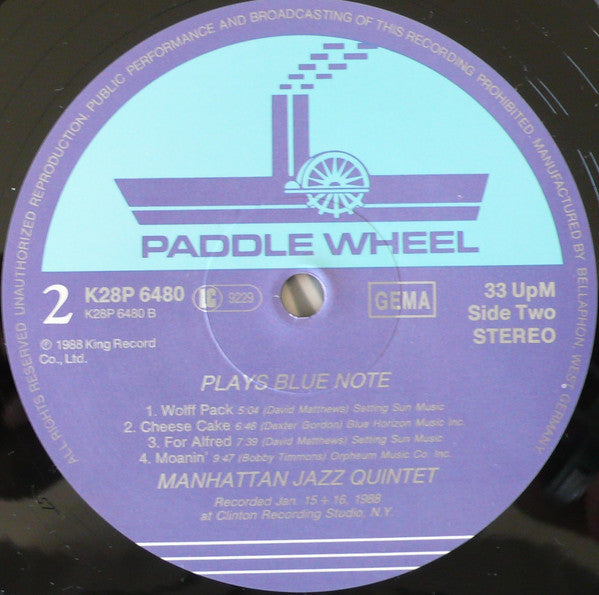 ALL RIGHTS RESERVED UNAUTHORIZED REPRODUCTION. PUBLIC PERFORMANCE AND BROADCASTING OF THIS RECORDING PROHIBITED. MANUFACTURED BY BELLAPHON, WEST GERMANY
PADDLE WHEEL
2 K28P 6480 LC 9229 GEMA 33 UpM
K28P 6480 B Side Two
STEREO
℗ 1988 King Record
Co., Ltd.
PLAYS BLUE NOTE
1. Wolff Pack 5:04 (David Matthews) Setting Sun Music
2. Cheese Cake 6:46 (Dexter Gordon) Blue Horizon Music Inc.
3. For Alfred 7:39 (David Matthews) Setting Sun Music
4. Moanin' 9:47 (Bobby Timmons) Orpheum Music Co. Inc.
MANHATTAN JAZZ QUINTET
Recorded Jan. 15+16, 1988
at Clinton Recording Studio, N.Y.